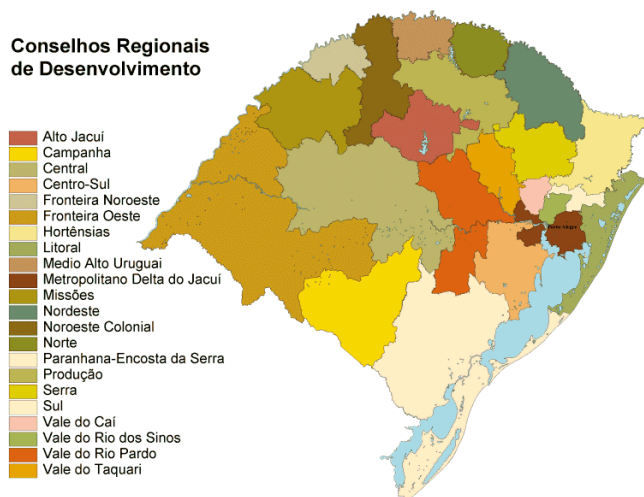 Conselhos Regionais
de Desenvolvimento
Alto Jacuí
Campanha
Central
Centro-Sul
Fronteira Noroeste
Fronteira Oeste
Hortênsias
Litoral
Medio Alto Uruguai
Metropolitano Delta do Jacuí
Missões
Nordeste
Noroeste Colonial
Norte
Paranhana-Encosta da Serra
Produção
Serra
Sul
Vale do Caí
Vale do Rio dos Sinos
Vale do Rio Pardo
Vale do Taquari
Porto Alegre